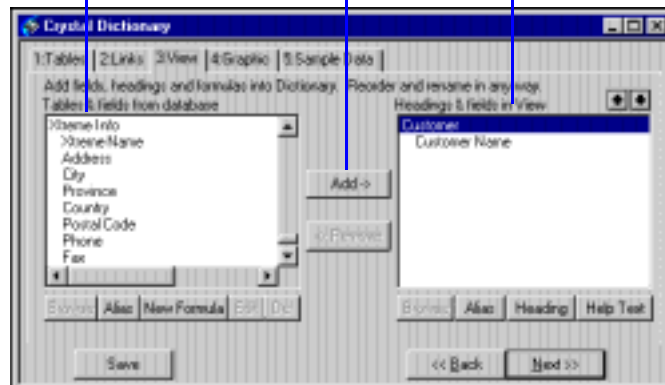 Crystal Dictionary
1:Tables 2:Links 3:View 4:Graphic 5:Sample Data
Add fields, headings and formulas into Dictionary. Reorder and rename in any way.
Tables & fields from database
Headings & fields in View
Xtreme Info
Xtreme Name
Address
City
Province
Country
Postal Code
Phone
Fax
Add->
<< Remove
Customer
Customer Name
Browse Alias New Formula Edit Del
Browse Alias Heading Help Text
Save
<< Back
Next >>